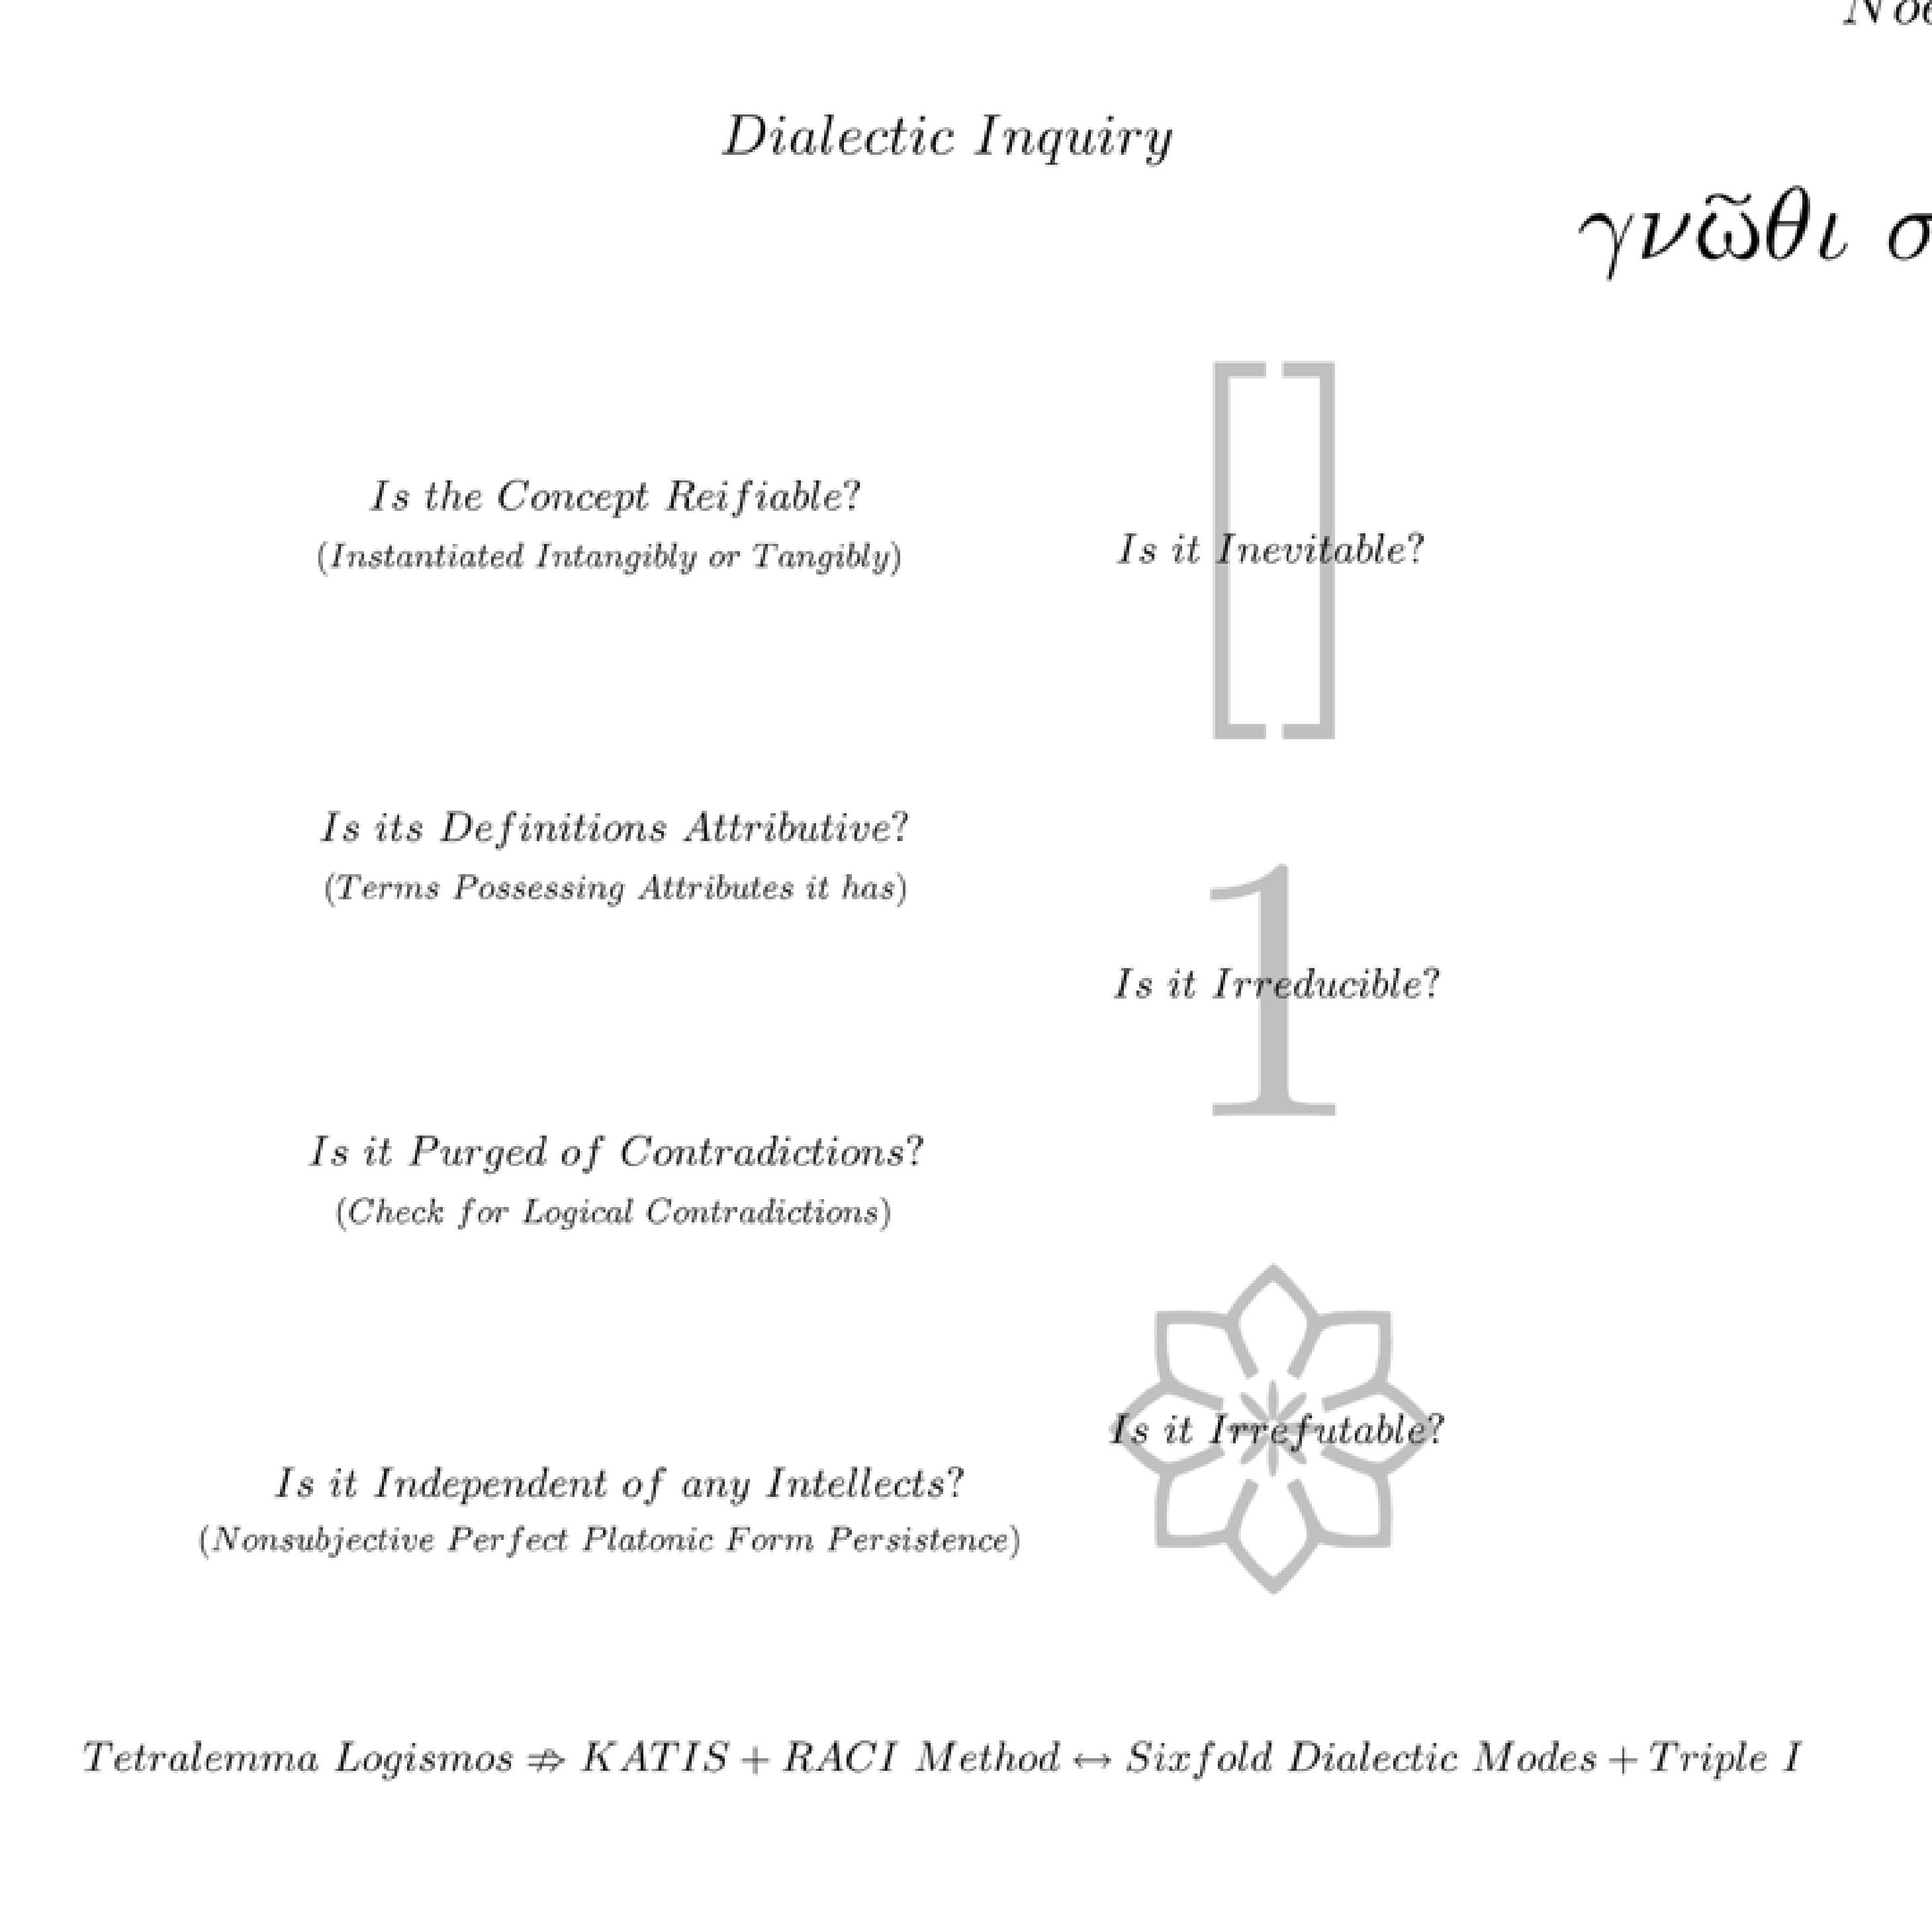 Dialectic Inquiry
γνῶθι σ
Is the Concept Reifiable?
(Instantiated Intangibly or Tangibly)
Is it Inevitable?
Is its Definitions Attributive?
(Terms Possessing Attributes it has)
1
Is it Irreducible?
Is it Purged of Contradictions?
(Check for Logical Contradictions)
Is it Irrefutable?
Is it Independent of any Intellects?
(Nonsubjective Perfect Platonic Form Persistence)
Tetralemma Logismos ⇏ KATIS + RACI Method ↔ Sixfold Dialectic Modes + Triple I